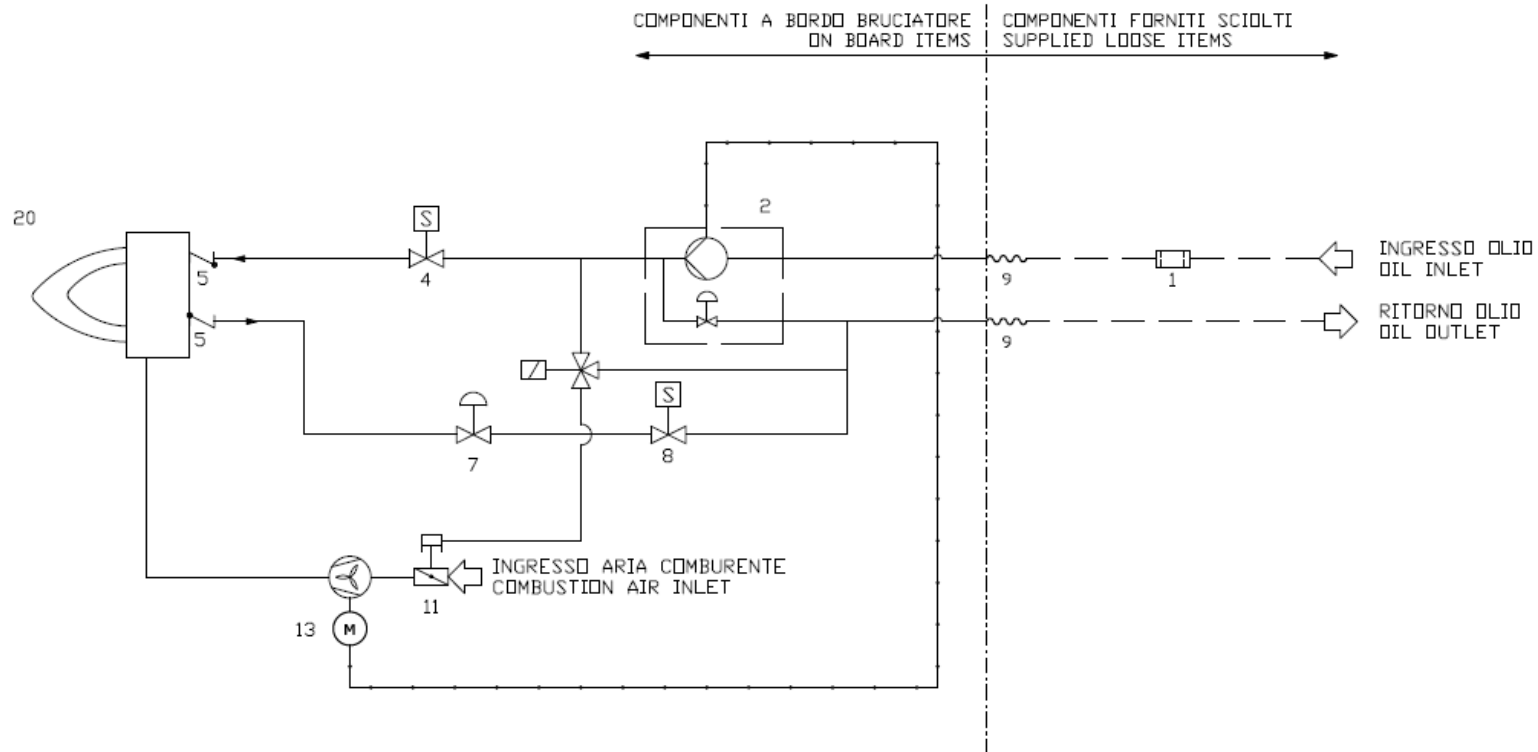 COMPONENTI A BORDO BRUCIATORE
ON BOARD ITEMS
COMPONENTI FORNITI SCIOLTI
SUPPLIED LOOSE ITEMS
20
2
S
5
4
9
1
INGRESSO OLIO
OIL INLET
5
9
RITORNO OLIO
OIL OUTLET
S
7
8
INGRESSO ARIA COMBURENTE
COMBUSTION AIR INLET
11
13
M